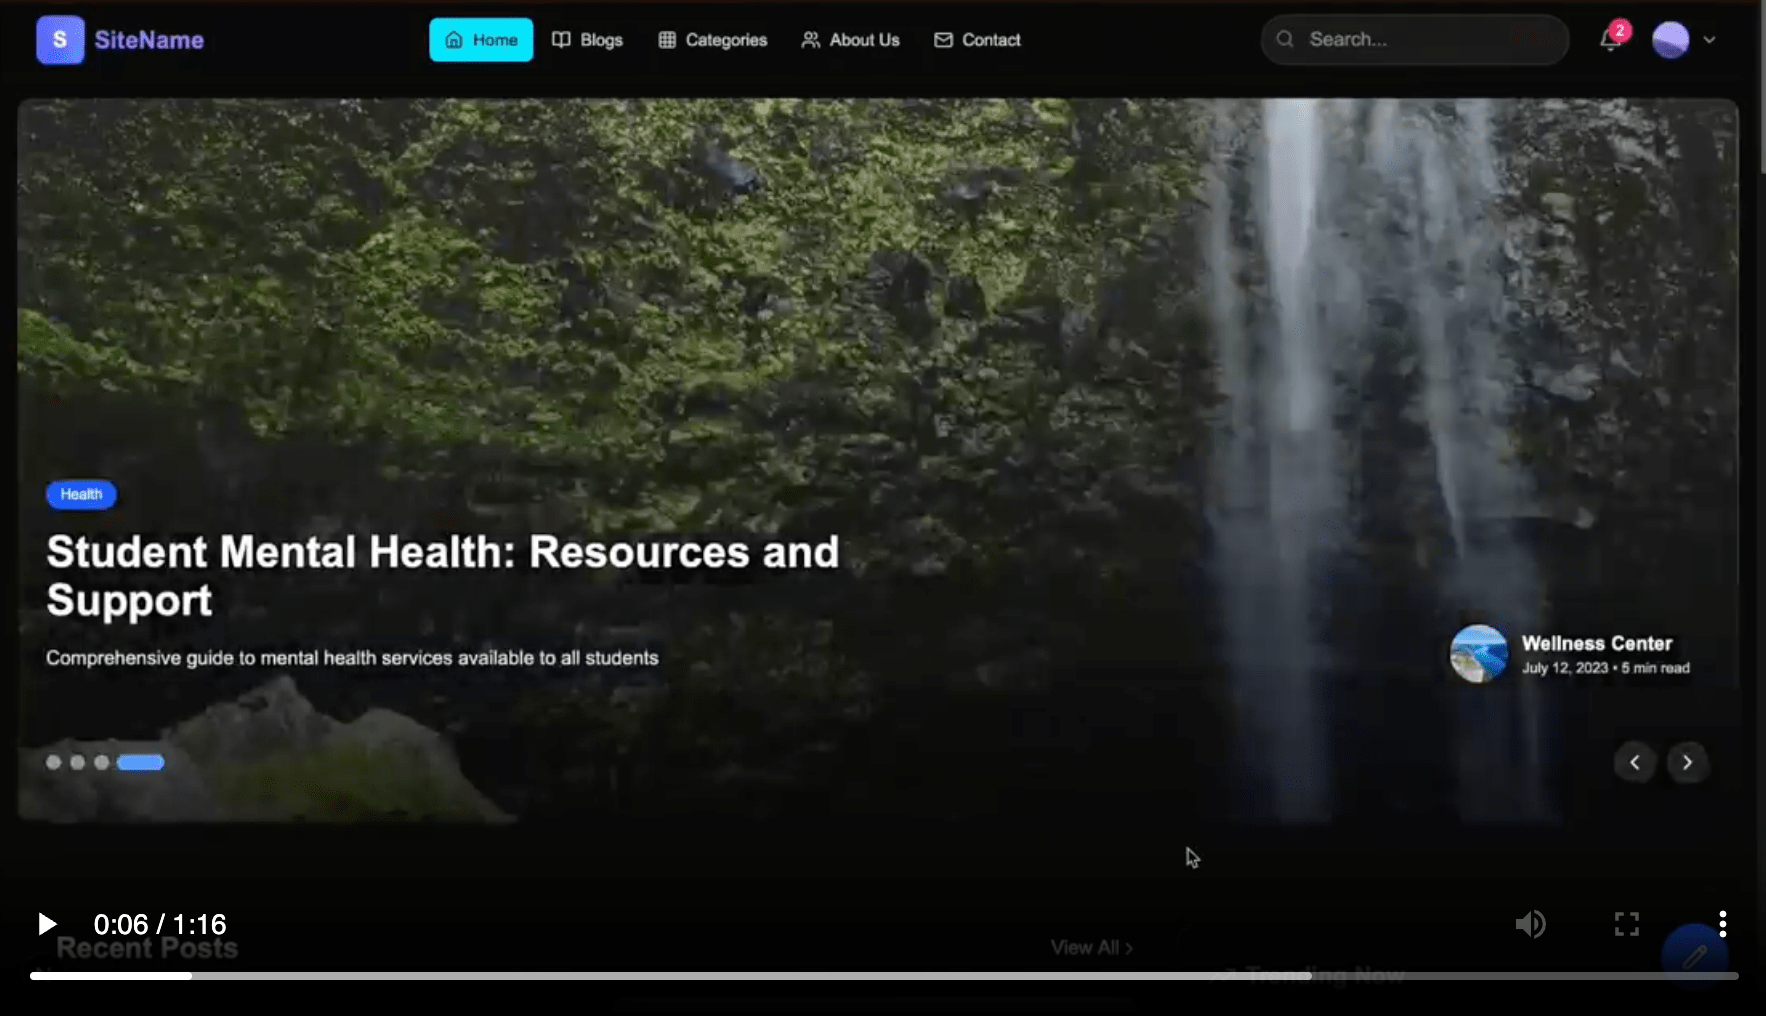 S SiteName Home Blogs Categories About Us Contact Search... 2
Health
Student Mental Health: Resources and
Support
Comprehensive guide to mental health services available to all students
Wellness Center
July 12, 2023 • 5 min read
0:06 / 1:16
Recent Posts
View All
Trending Now